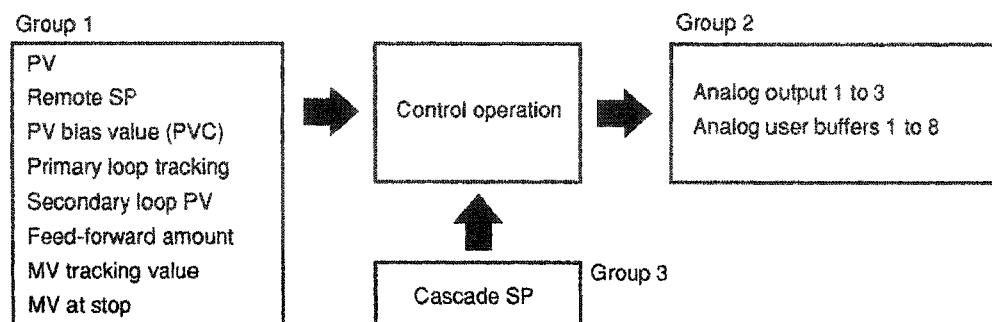 Group 1
PV
Remote SP
PV bias value (PVC)
Primary loop tracking
Secondary loop PV
Feed-forward amount
MV tracking value
MV at stop
Control operation
Group 2
Analog output 1 to 3
Analog user buffers 1 to 8
Group 3
Cascade SP